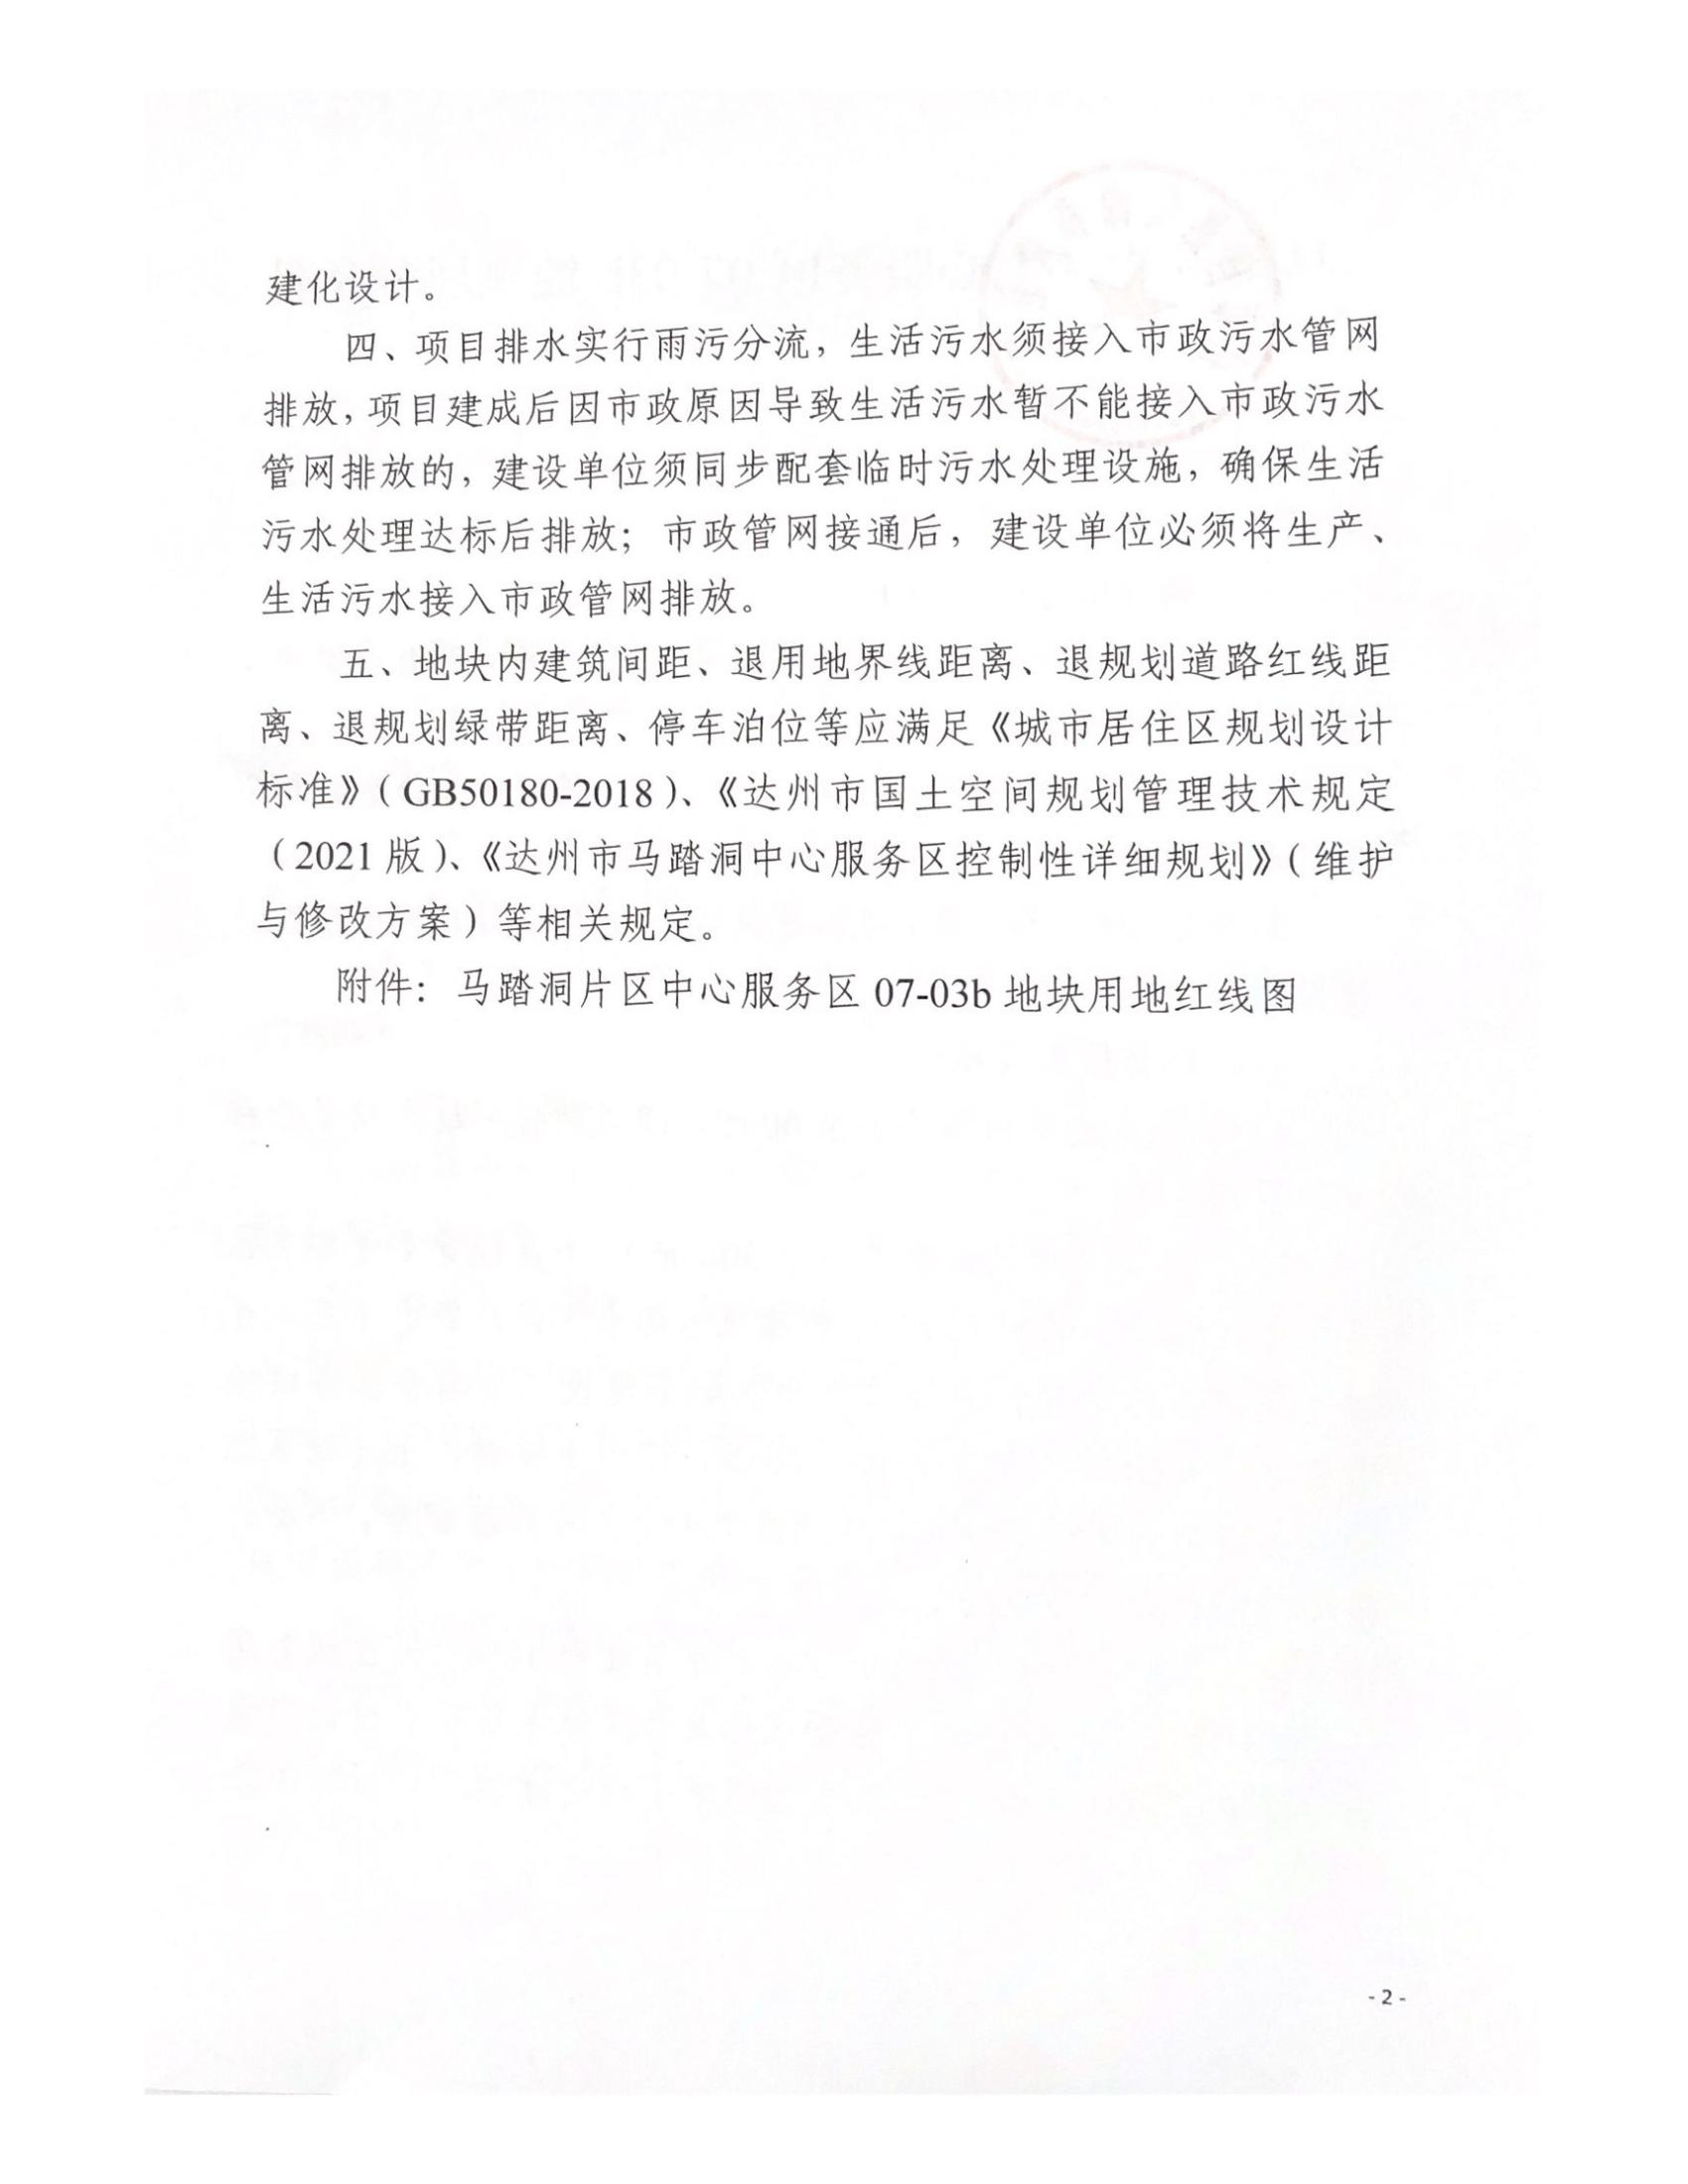 建化设计。
四、项目排水实行雨污分流，生活污水须接入市政污水管网
排放，项目建成后因市政原因导致生活污水暂不能接入市政污水
管网排放的，建设单位须同步配套临时污水处理设施，确保生活
污水处理达标后排放；市政管网接通后，建设单位必须将生产、
生活污水接入市政管网排放。
五、地块内建筑间距、退用地界线距离、退规划道路红线距
离、退规划绿带距离、停车泊位等应满足《城市居住区规划设计
标准》（GB50180-2018）、《达州市国土空间规划管理技术规定
（2021 版）、《达州市马踏洞中心服务区控制性详细规划》（维护
与修改方案）等相关规定。
附件：马踏洞片区中心服务区 07-03b 地块用地红线图
- 2 -